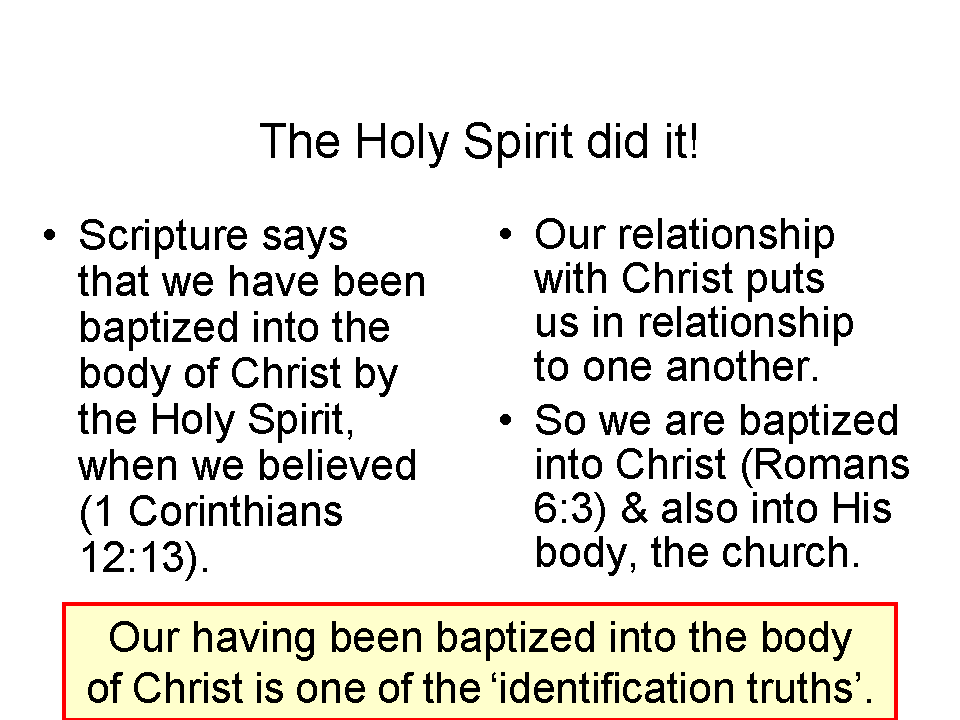 The Holy Spirit did it!
• Scripture says
that we have been
baptized into the
body of Christ by
the Holy Spirit,
when we believed
(1 Corinthians
12:13).
• Our relationship
with Christ puts
us in relationship
to one another.
• So we are baptized
into Christ (Romans
6:3) & also into His
body, the church.
Our having been baptized into the body
of Christ is one of the ‘identification truths’.